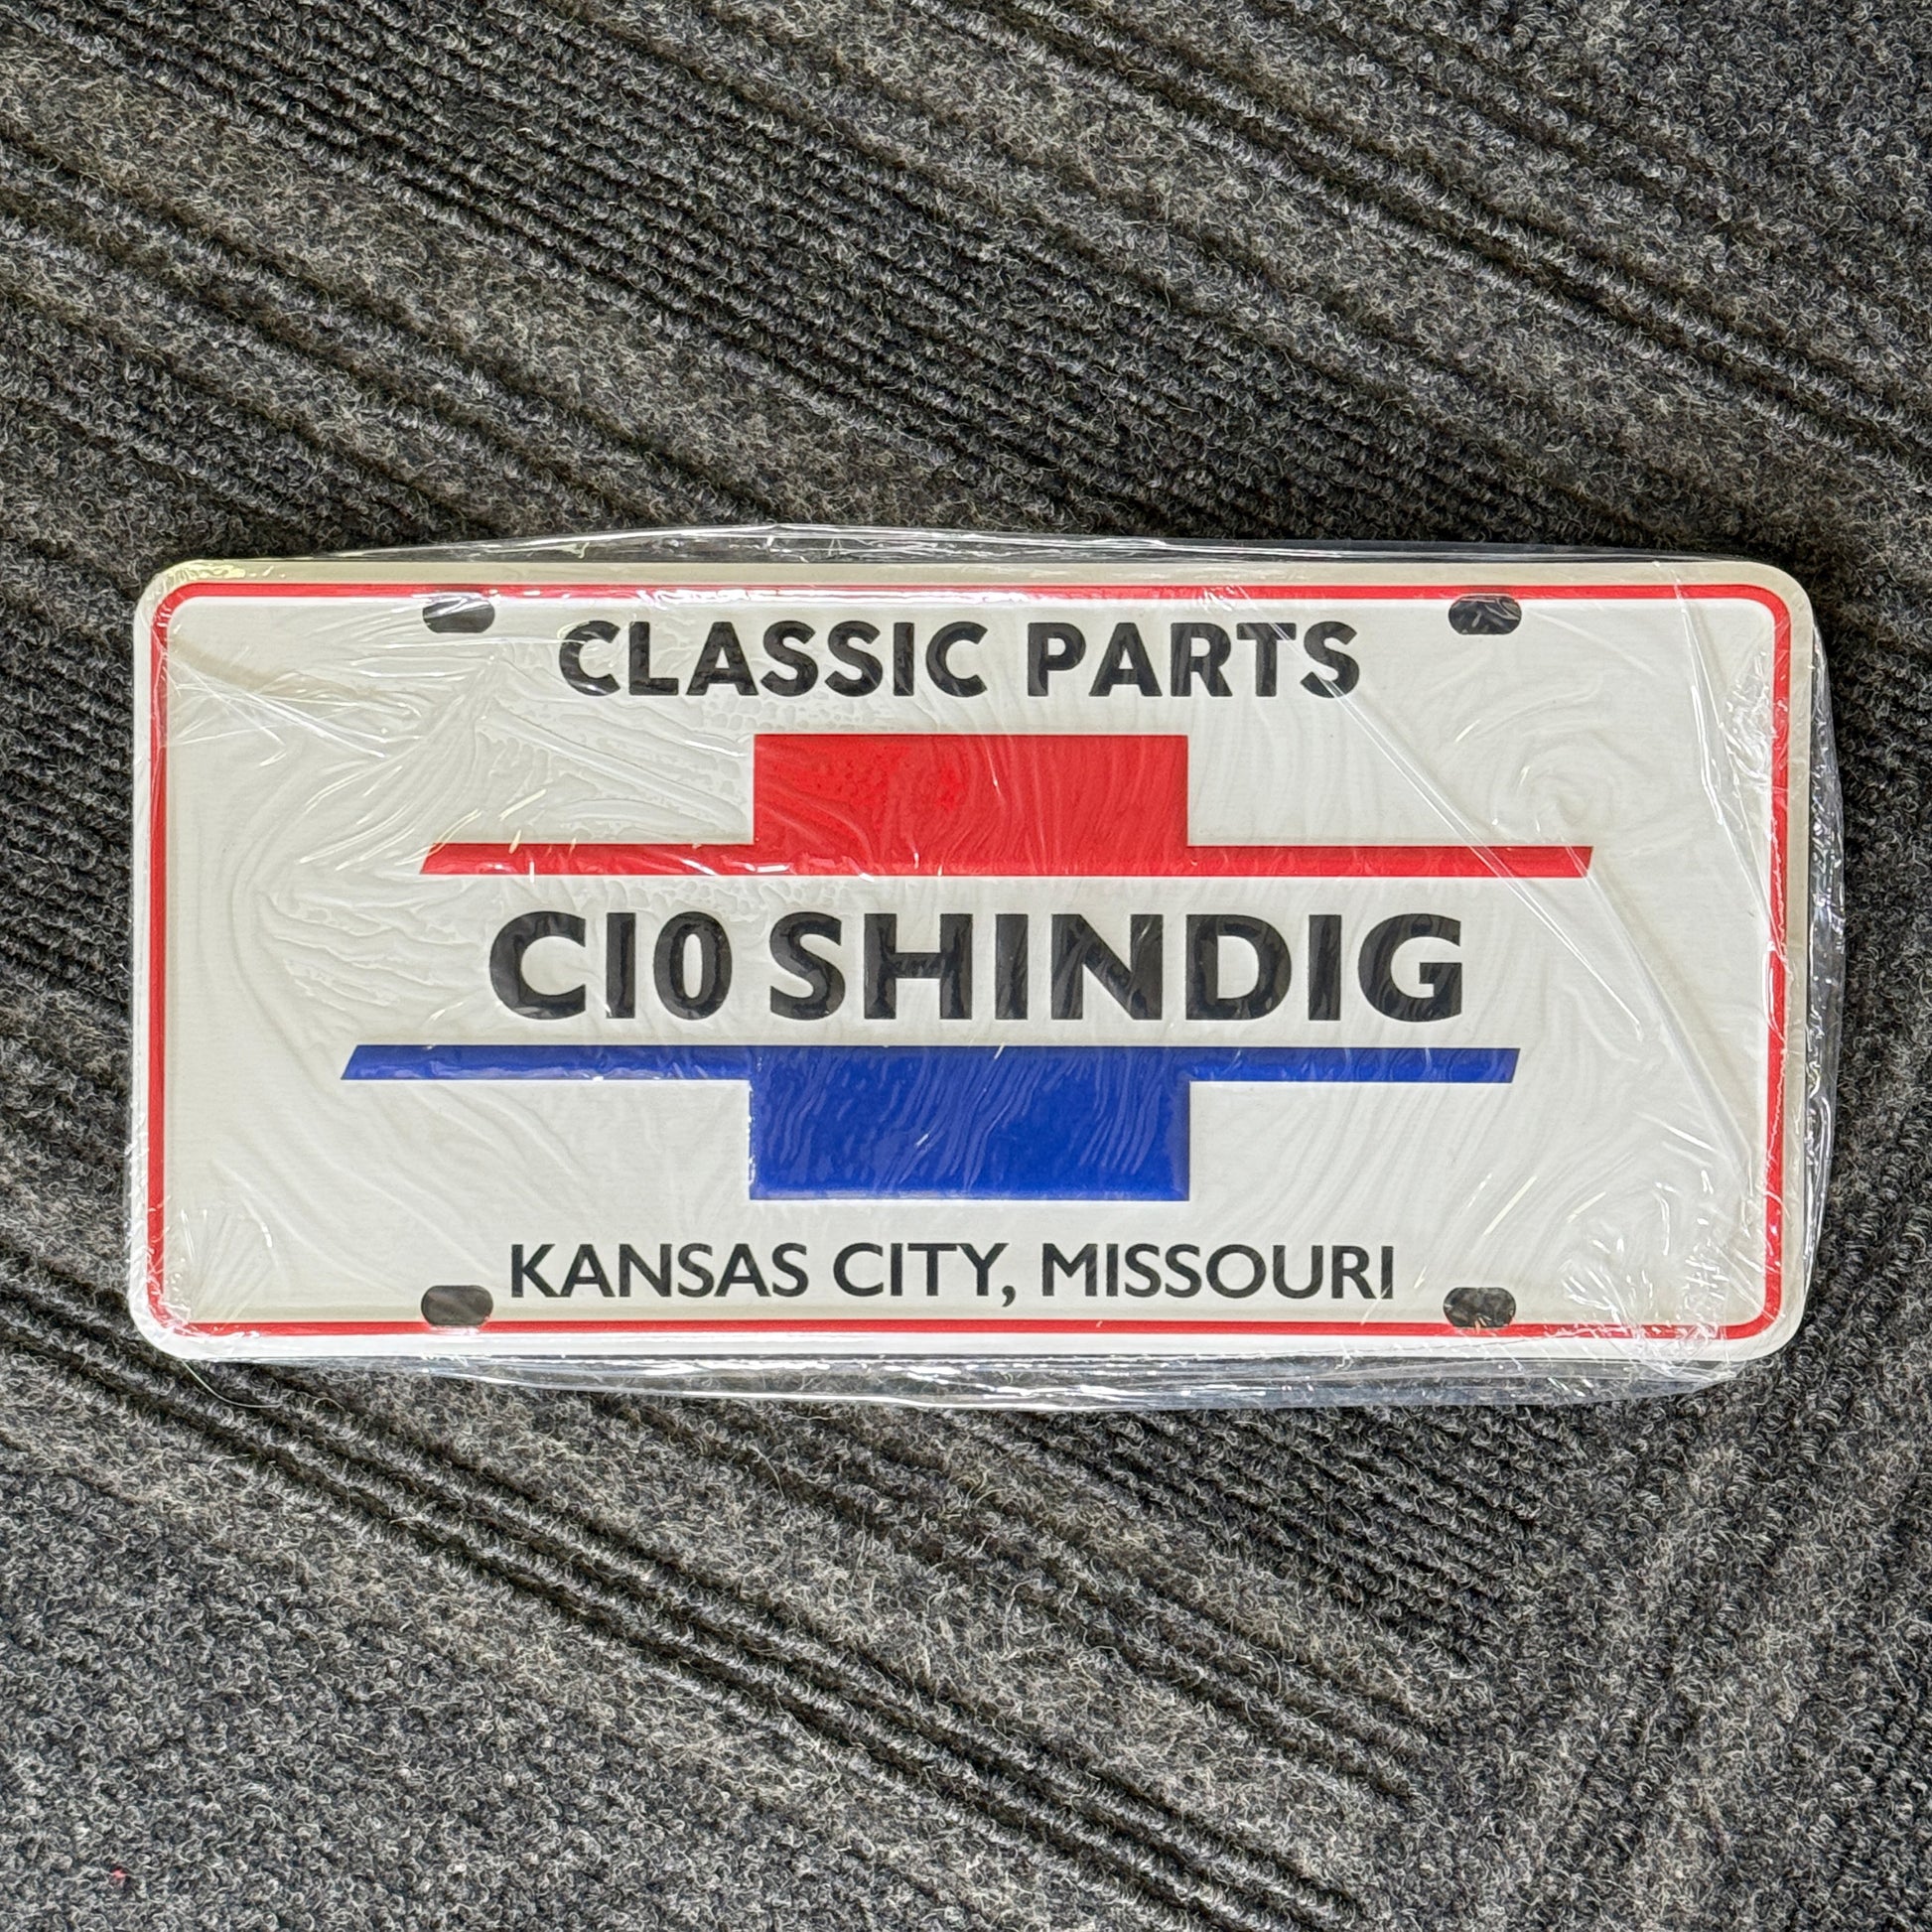 CLASSIC PARTS
C10 SHINDIG
KANSAS CITY, MISSOURI